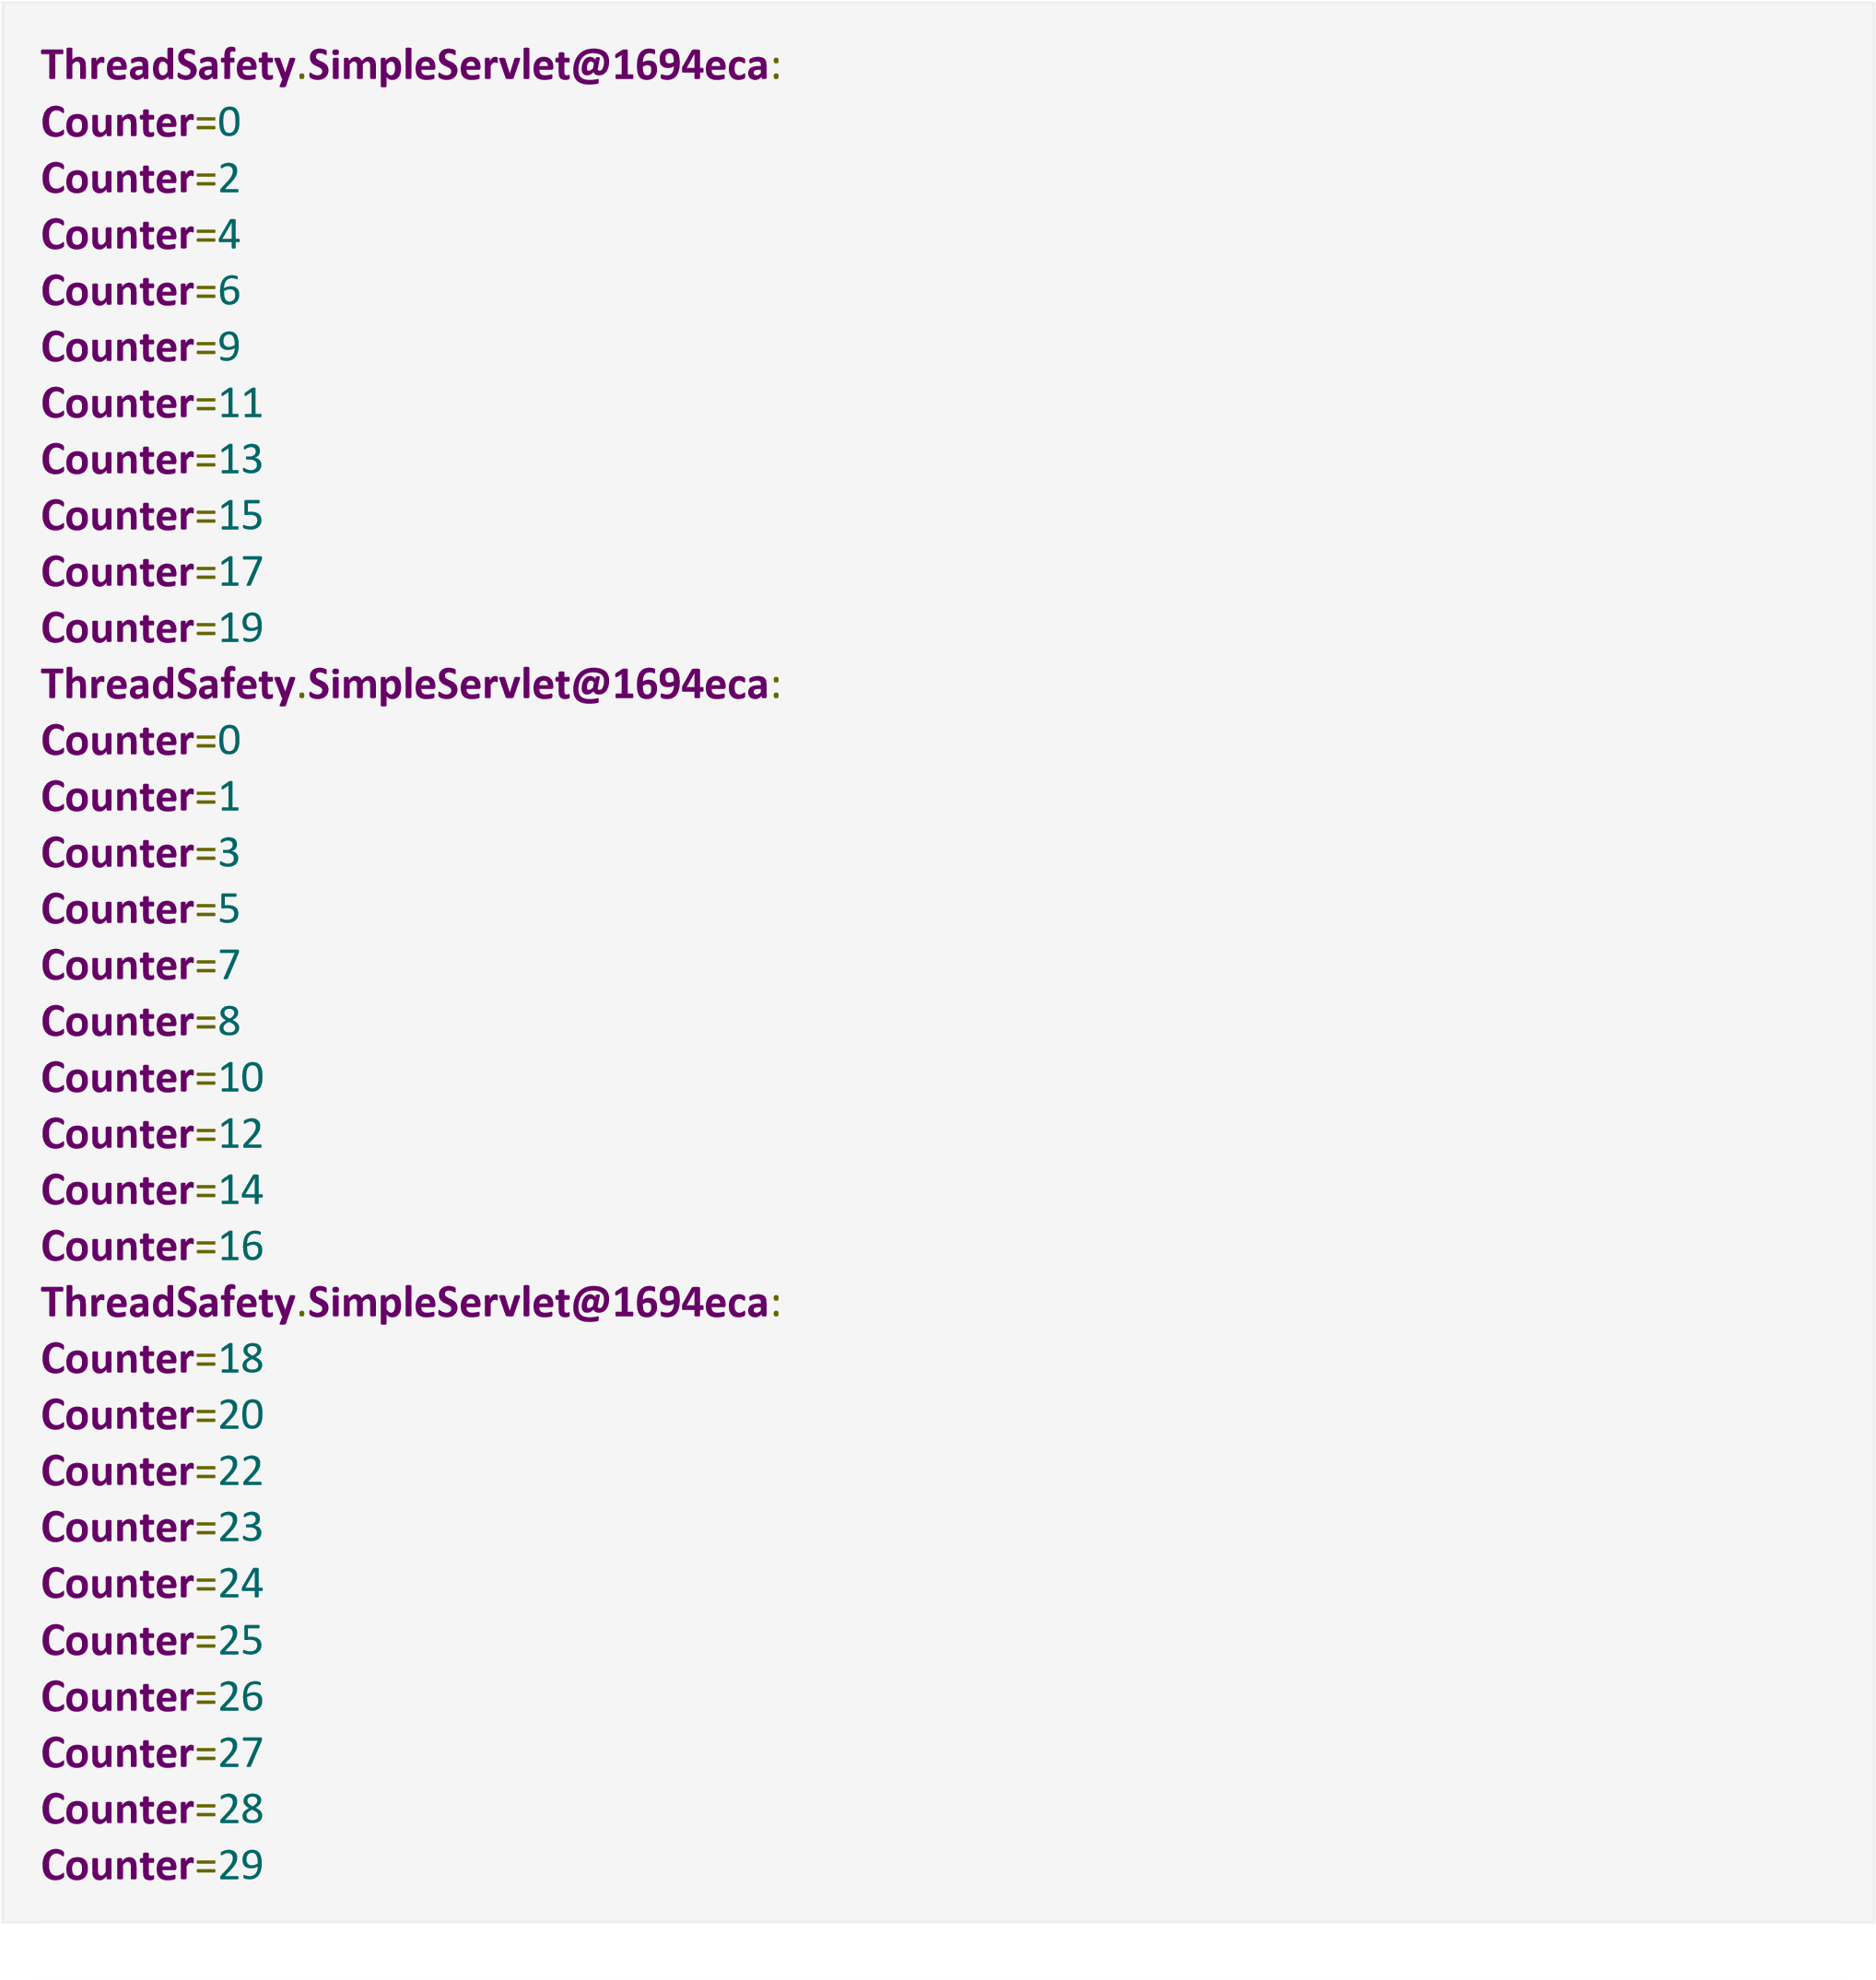 ThreadSafety.SimpleServlet@1694eca:
Counter=0
Counter=2
Counter=4
Counter=6
Counter=9
Counter=11
Counter=13
Counter=15
Counter=17
Counter=19
ThreadSafety.SimpleServlet@1694eca:
Counter=0
Counter=1
Counter=3
Counter=5
Counter=7
Counter=8
Counter=10
Counter=12
Counter=14
Counter=16
ThreadSafety.SimpleServlet@1694eca:
Counter=18
Counter=20
Counter=22
Counter=23
Counter=24
Counter=25
Counter=26
Counter=27
Counter=28
Counter=29